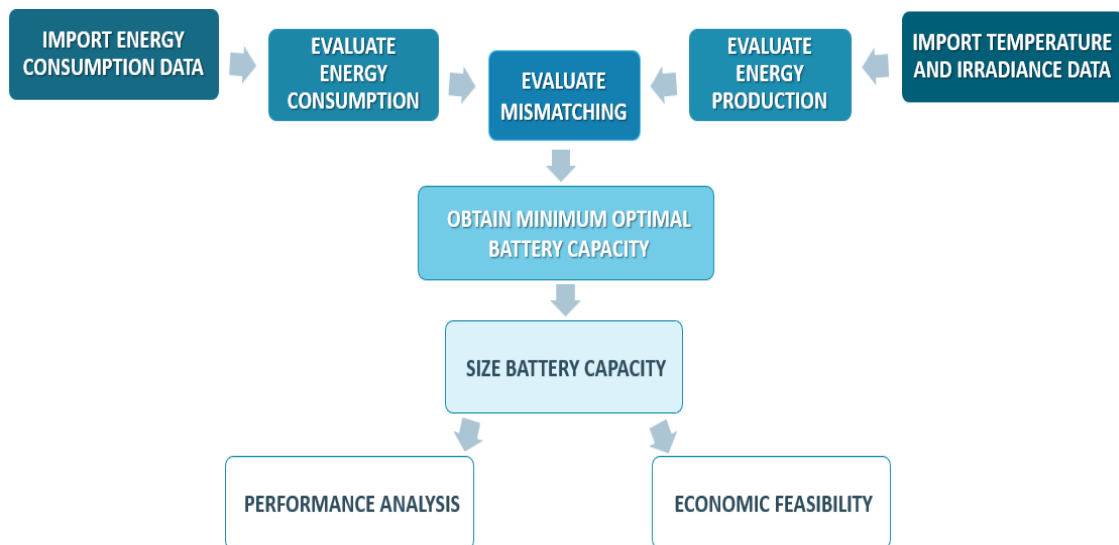 IMPORT ENERGY
CONSUMPTION DATA
EVALUATE
ENERGY
CONSUMPTION
EVALUATE
MISMATCHING
EVALUATE
ENERGY
PRODUCTION
IMPORT TEMPERATURE
AND IRRADIANCE DATA
OBTAIN MINIMUM OPTIMAL
BATTERY CAPACITY
SIZE BATTERY CAPACITY
PERFORMANCE ANALYSIS
ECONOMIC FEASIBILITY